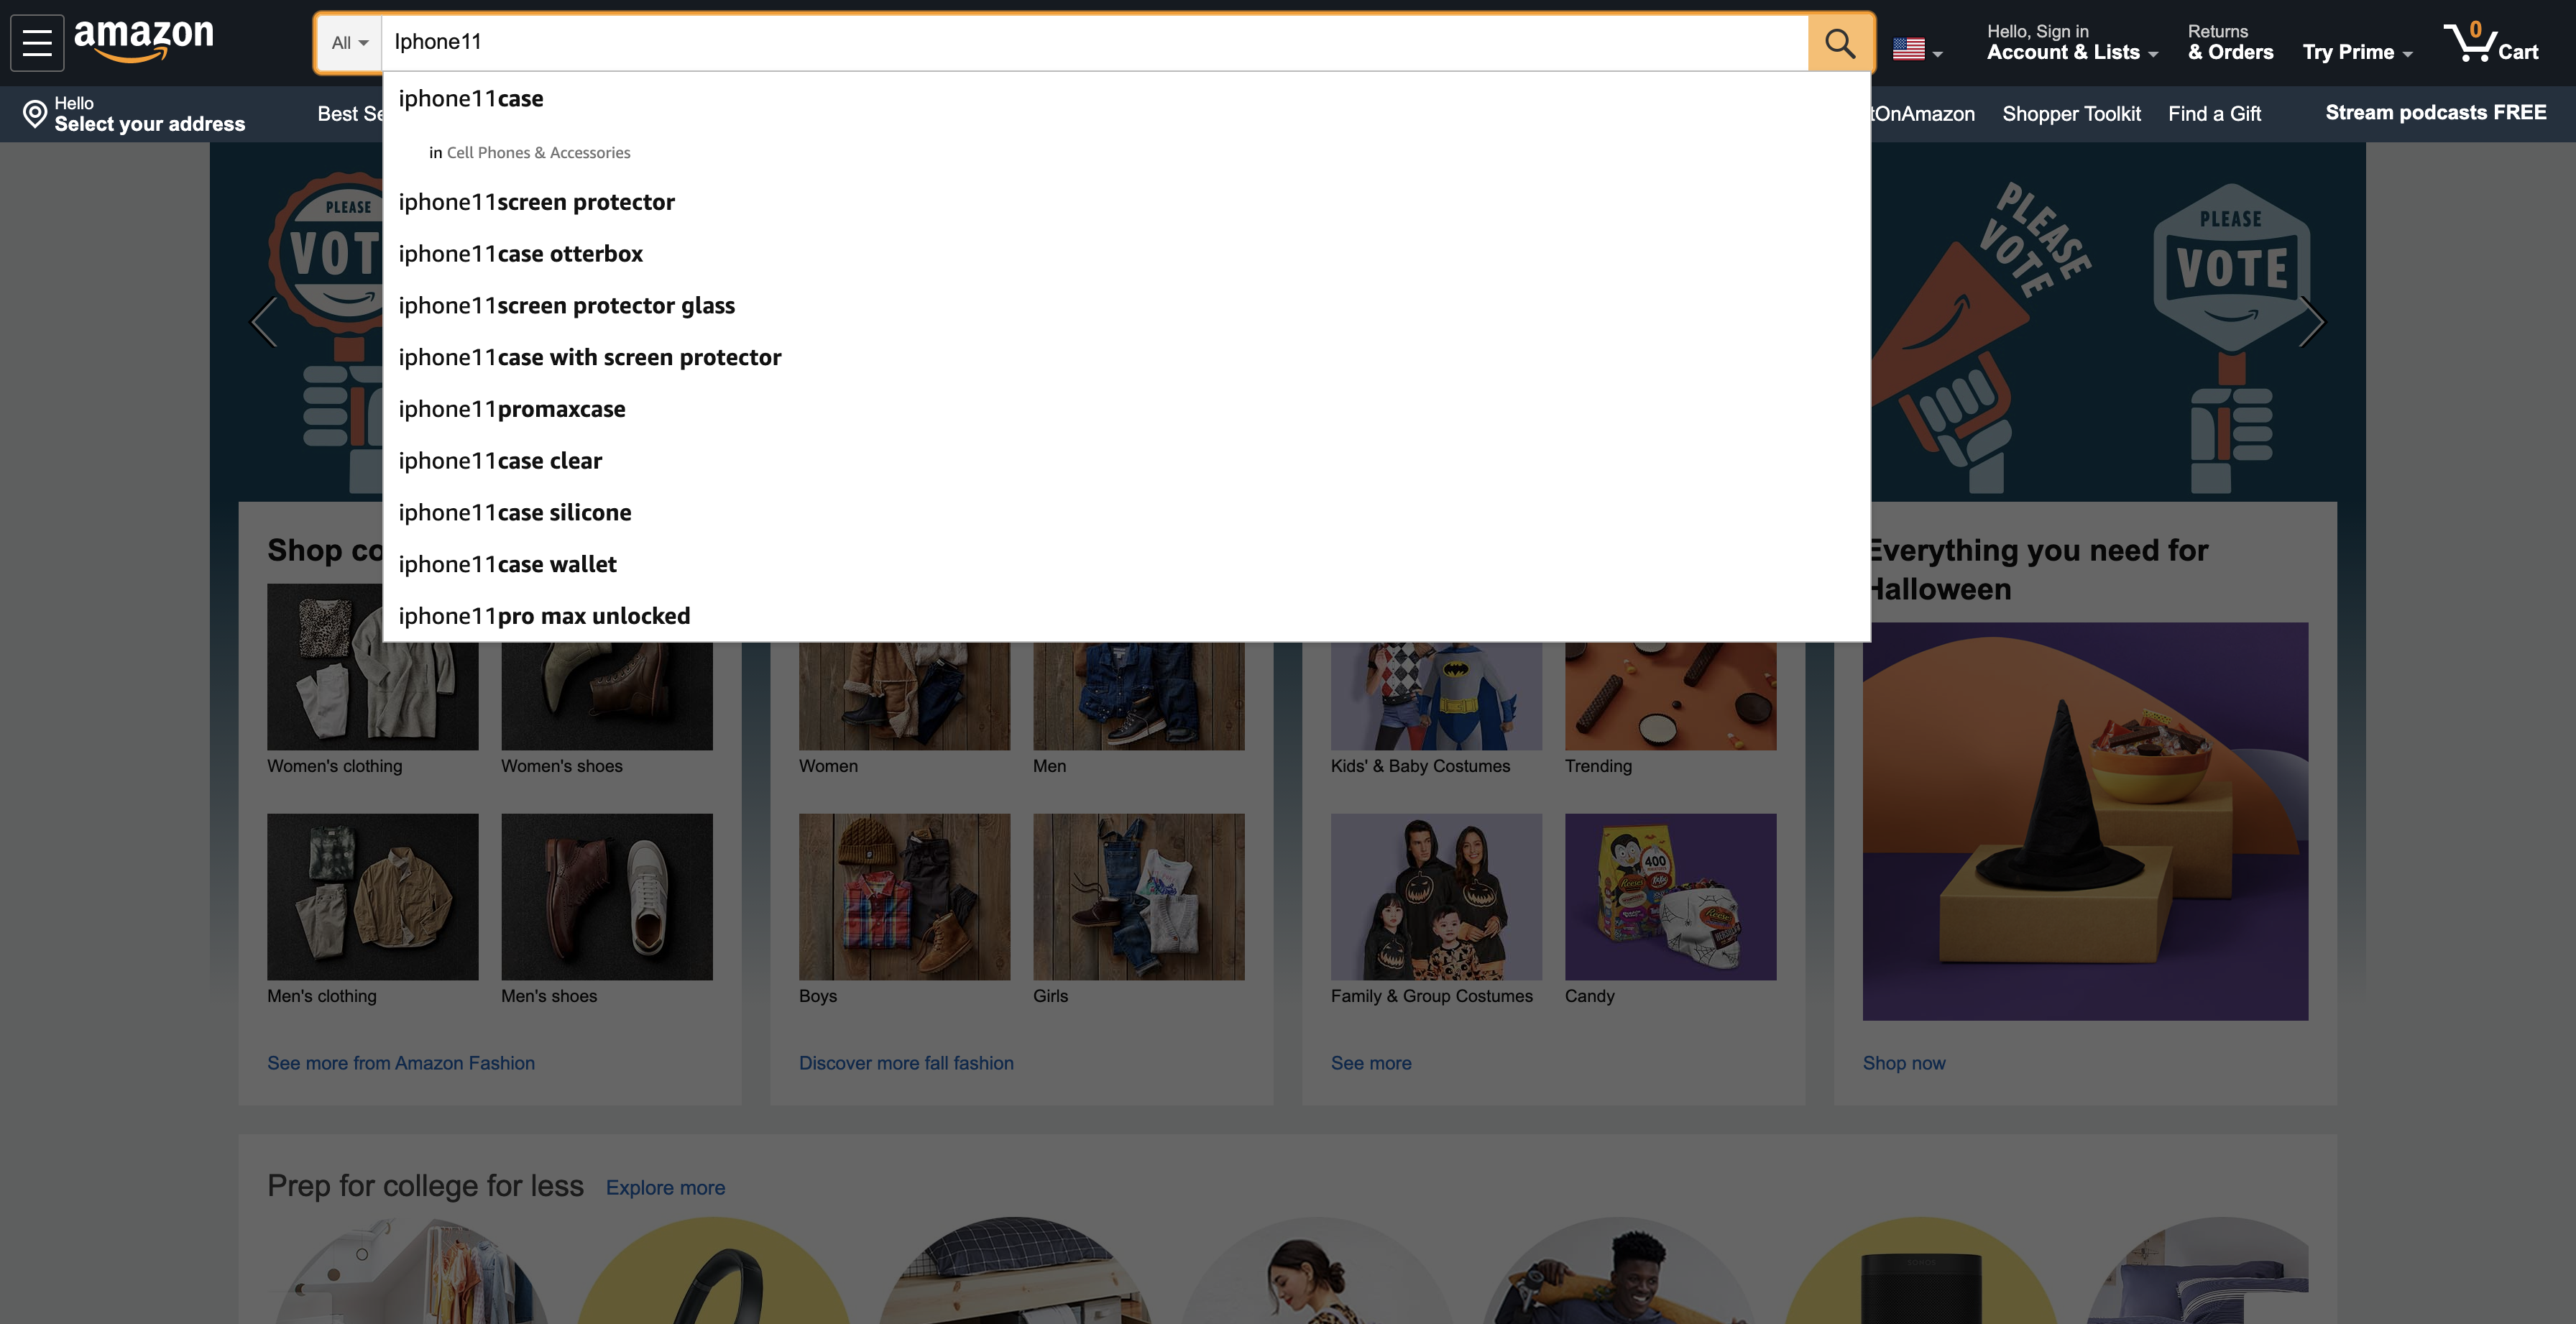 amazon
All
Iphone11
Hello, Sign in
Account & Lists
Returns
& Orders
Try Prime
0
Cart
Hello
Select your address
Best Se
tOnAmazon
Shopper Toolkit
Find a Gift
Stream podcasts FREE
iphone11case
in Cell Phones & Accessories
iphone11screen protector
iphone11case otterbox
iphone11screen protector glass
iphone11case with screen protector
iphone11promaxcase
iphone11case clear
iphone11case silicone
iphone11case wallet
iphone11pro max unlocked
PLEASE
VOT
PLEASE
VOTE
PLEASE
VOTE
Shop co
Everything you need for
Halloween
Women's clothing
Women's shoes
Women
Men
Kids' & Baby Costumes
Trending
400
Reese's
Men's clothing
Men's shoes
Boys
Girls
Family & Group Costumes
Candy
See more from Amazon Fashion
Discover more fall fashion
See more
Shop now
Prep for college for less
Explore more
SONOS